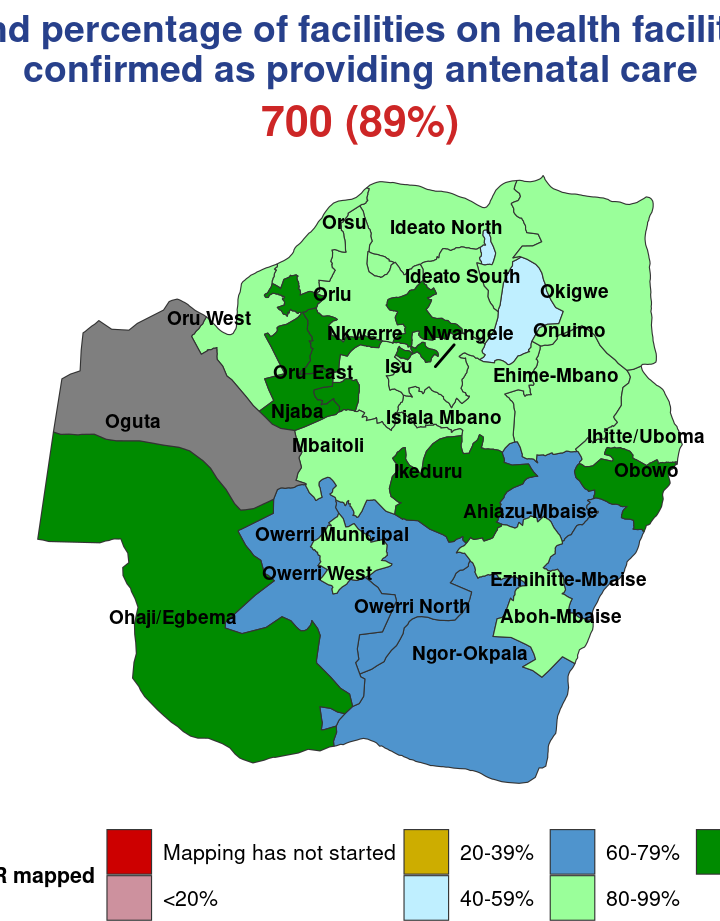 nd percentage of facilities on health facilit
confirmed as providing antenatal care
700 (89%)
Orsu
Ideato North
Ideato South
Okigwe
Orlu
Oru West
Nkwerre
Nwangele
Onuimo
Isu
Oru East
Ehime-Mbano
Njaba
Isiala Mbano
Oguta
Mbaitoli
Ihitte/Uboma
Ikeduru
Obowo
Ahiazu-Mbaise
Owerri Municipal
Owerri West
Ezinihitte-Mbaise
Owerri North
Ohaji/Egbema
Aboh-Mbaise
Ngor-Okpala
R mapped
Mapping has not started
20-39%
60-79%
<20%
40-59%
80-99%